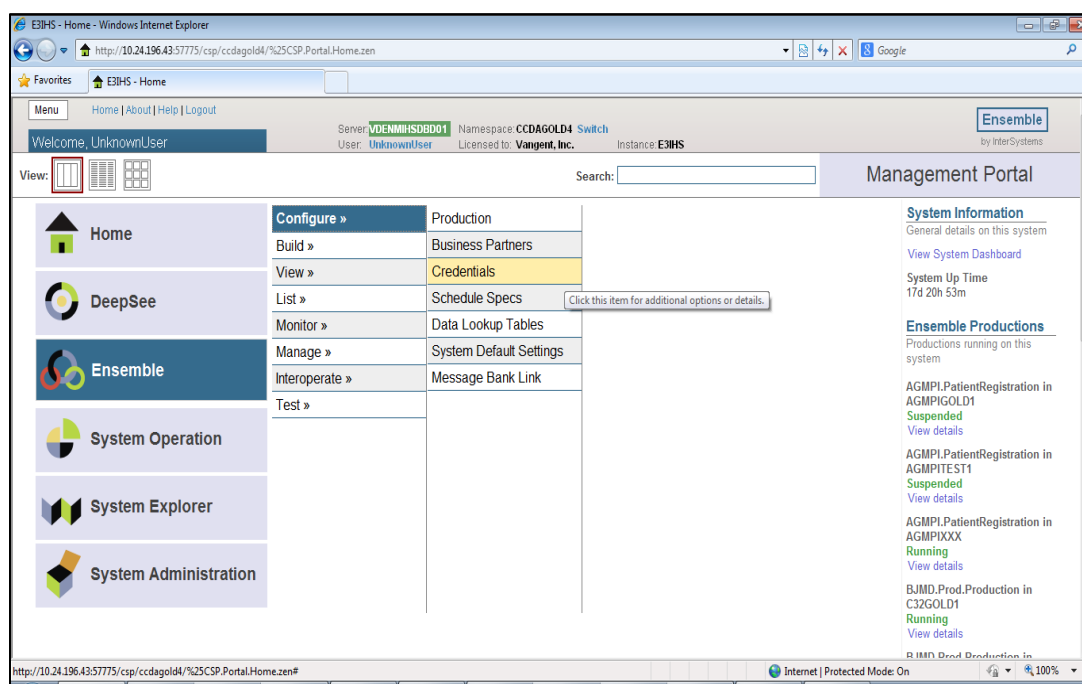 E3IHS - Home - Windows Internet Explorer
http://10.24.196.43:57775/csp/ccdagold4/%25CSP.Portal.Home.zen
Google
Favorites
E3IHS - Home
Menu
Home | About | Help | Logout
Welcome, UnknownUser
Server: VDENMIHSDBD01 Namespace: CCDAGOLD4 Switch
User: UnknownUser Licensed to: Vangent, Inc. Instance: E3IHS
Ensemble
by InterSystems
View:
Search:
Management Portal
Home
DeepSee
Ensemble
System Operation
System Explorer
System Administration
Configure »
Build »
View »
List »
Monitor »
Manage »
Interoperate »
Test »
Production
Business Partners
Credentials
Schedule Specs
Data Lookup Tables
System Default Settings
Message Bank Link
Click this item for additional options or details.
System Information
General details on this system
View System Dashboard
System Up Time
17d 20h 53m
Ensemble Productions
Productions running on this
system
AGMPI.PatientRegistration in
AGMPIGOLD1
Suspended
View details
AGMPI.PatientRegistration in
AGMPITEST1
Suspended
View details
AGMPI.PatientRegistration in
AGMPIXXX
Running
View details
BJMD.Prod.Production in
C32GOLD1
Running
View details
BJMD.Prod.Production in
http://10.24.196.43:57775/csp/ccdagold4/%25CSP.Portal.Home.zen#
Internet | Protected Mode: On
100%